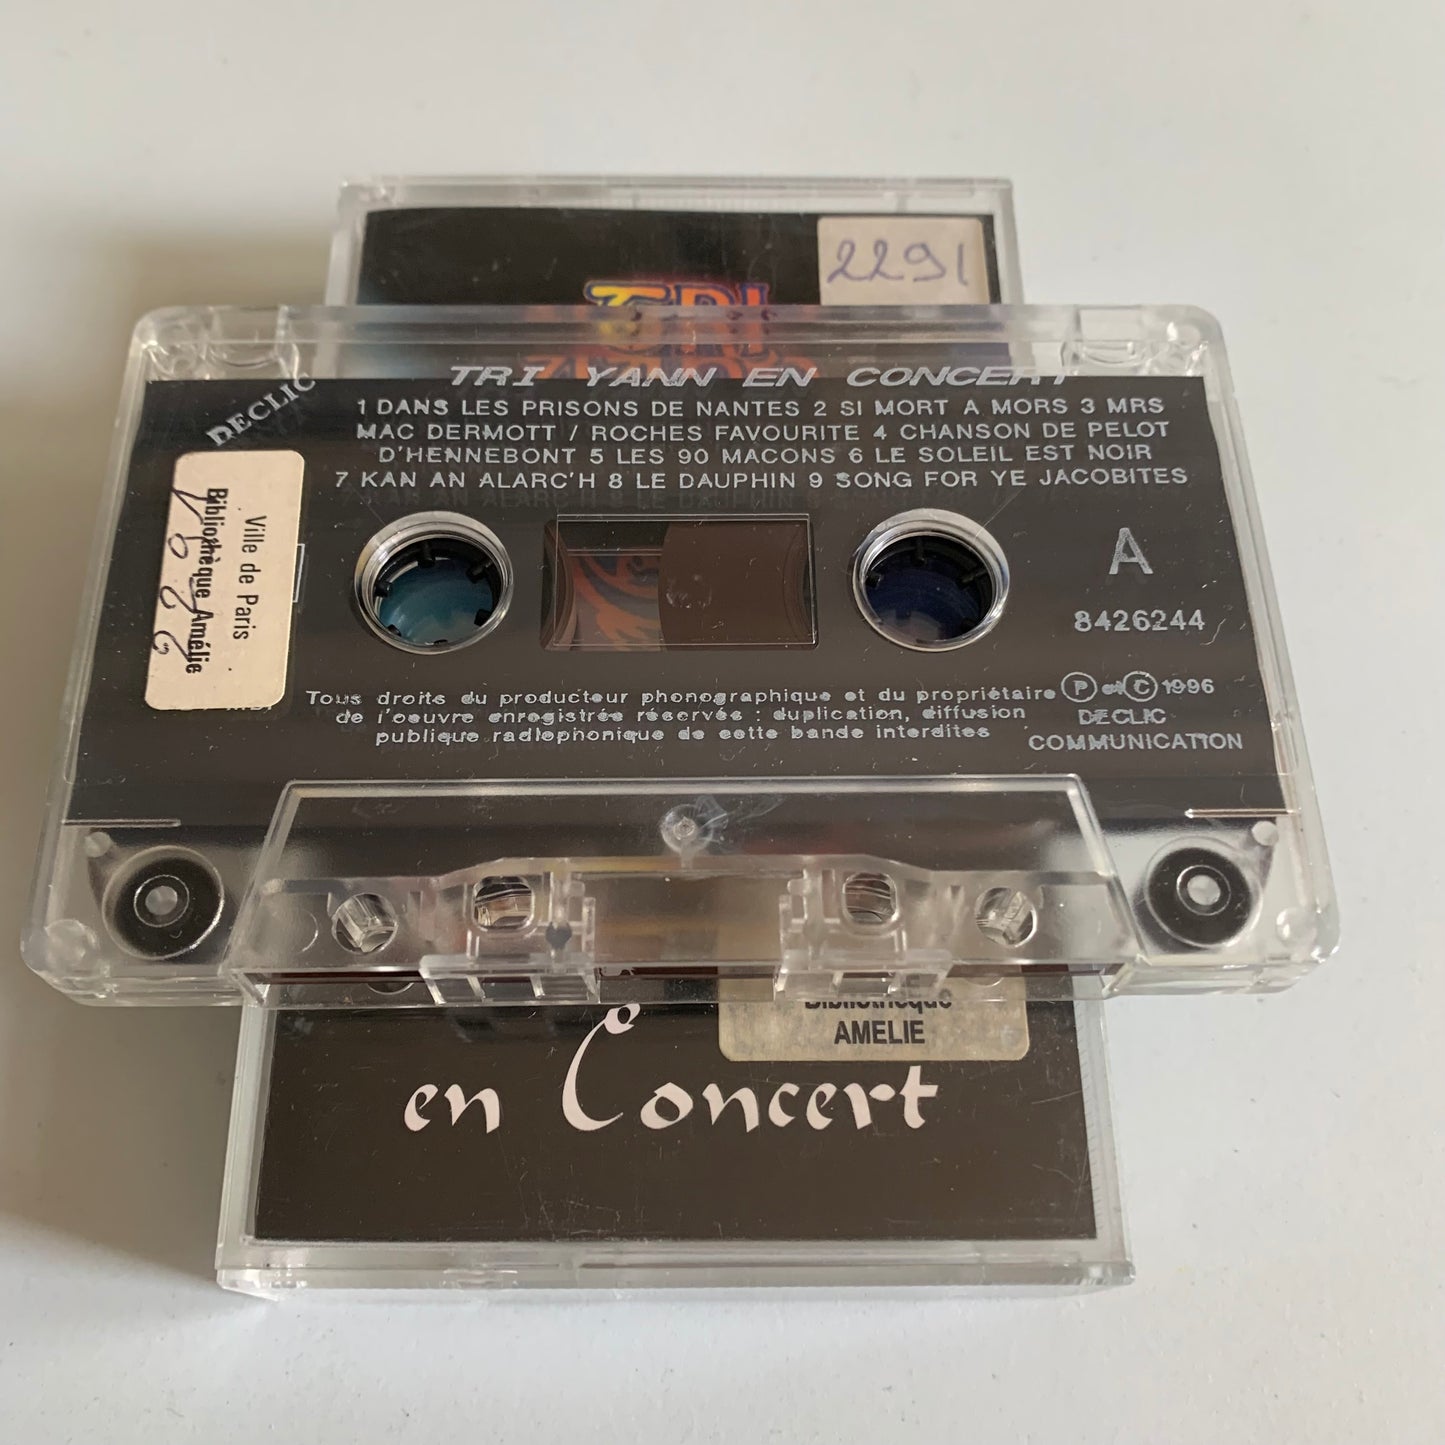 2291
TRI
TRI YANN EN CONCERT
DECLIC
1 DANS LES PRISONS DE NANTES 2 SI MORT A MORS 3 MRS
MAC DERMOTT / ROCHES FAVOURITE 4 CHANSON DE PELOT
D'HENNEBONT 5 LES 90 MACONS 6 LE SOLEIL EST NOIR
7 KAN AN ALARC'H 8 LE DAUPHIN 9 SONG FOR YE JACOBITES
Ville de Paris
Bibliothèque Amélie
A
8426244
Tous droits du producteur phonographique et du propriétaire
de l'oeuvre enregistrée réservés : duplication, diffusion
publique radiophonique de cette bande interdites
P et C 1996
DECLIC
COMMUNICATION
Bibliothèque
AMELIE
en Concert